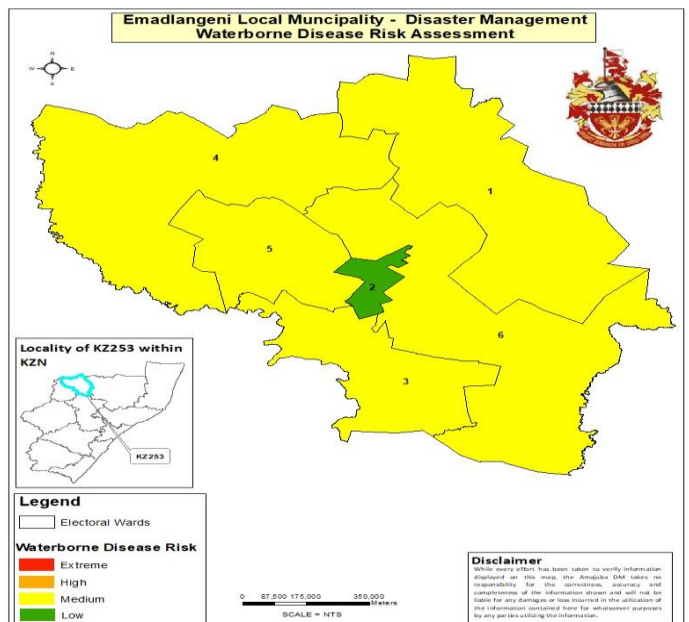 Emadlangeni Local Muncipality - Disaster Management
Waterborne Disease Risk Assessment
N
W E
S
4
1
5
2
6
3
Locality of KZ253 within
KZN
KZ253
Legend
Electoral Wards
Waterborne Disease Risk
Extreme
High
Medium
Low
0 87,500 175,000 350,000
Meters
SCALE = NTS
Disclaimer
While every effort has been taken to verify information
displayed on this map, the Amajuba DM takes no
responsibility for the correctness, accuracy and
completeness of the information shown and will not be
liable for any damages or loss incurred in the utilization of
the information contained here for whatsoever purposes
by any parties utilizing the information.